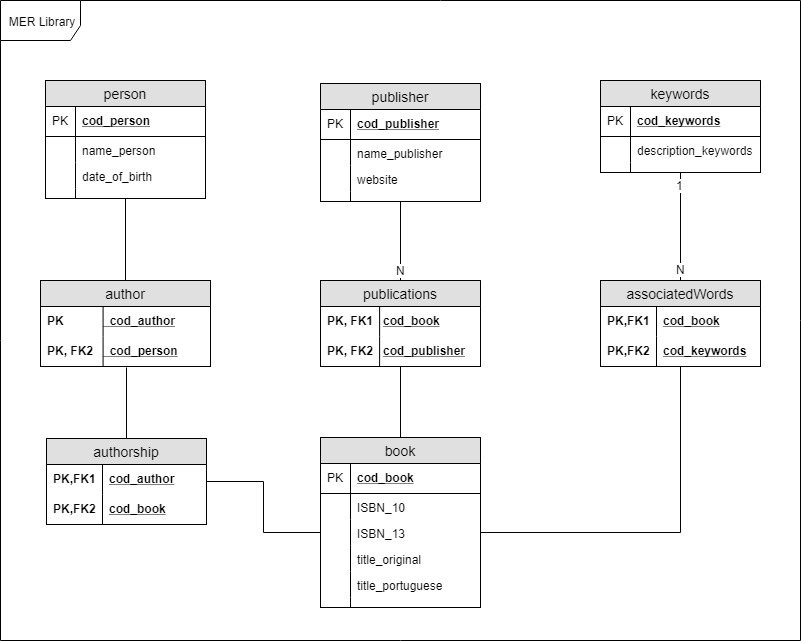 MER Library
person
PK cod_person
name_person
date_of_birth
publisher
PK cod_publisher
name_publisher
website
keywords
PK cod_keywords
description_keywords
1
N
N
author
PK cod_author
PK, FK2 cod_person
publications
PK, FK1 cod_book
PK, FK2 cod_publisher
associatedWords
PK,FK1 cod_book
PK,FK2 cod_keywords
authorship
PK,FK1 cod_author
PK,FK2 cod_book
book
PK cod_book
ISBN_10
ISBN_13
title_original
title_portuguese